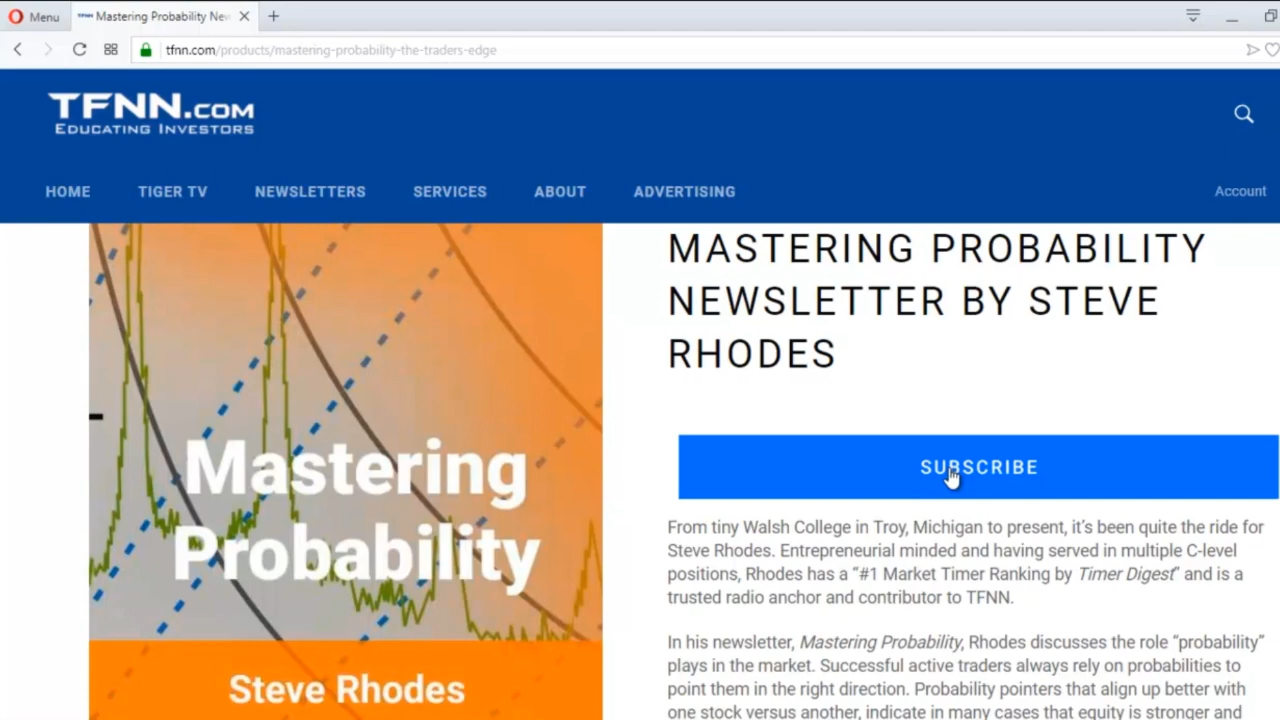 Menu
Mastering Probability New
tfnn.com/products/mastering-probability-the-traders-edge
TFNN.COM
EDUCATING INVESTORS
HOME TIGER TV NEWSLETTERS SERVICES ABOUT ADVERTISING Account
MASTERING PROBABILITY
NEWSLETTER BY STEVE
RHODES
Mastering
Probability
Steve Rhodes
SUBSCRIBE
From tiny Walsh College in Troy, Michigan to present, it’s been quite the ride for
Steve Rhodes. Entrepreneurial minded and having served in multiple C-level
positions, Rhodes has a “#1 Market Timer Ranking by Timer Digest” and is a
trusted radio anchor and contributor to TFNN.
In his newsletter, Mastering Probability, Rhodes discusses the role “probability”
plays in the market. Successful active traders always rely on probabilities to
point them in the right direction. Probability pointers that align up better with
one stock versus another, indicate in many cases that equity is stronger and